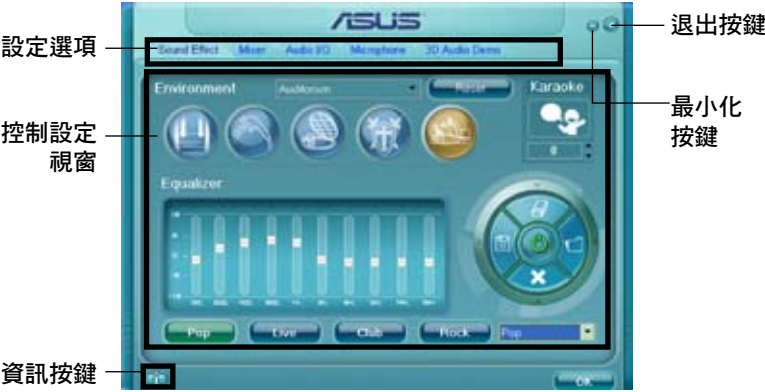 ASUS
退出按鍵
設定選項
Sound Effect Mixer Audio I/O Microphone 3D Audio Demo
Environment
Auditorium
Reset
Karaoke
最小化
按鍵
控制設定
視窗
0
Equalizer
Pop
Live
Club
Rock
Pop
資訊按鍵
OK